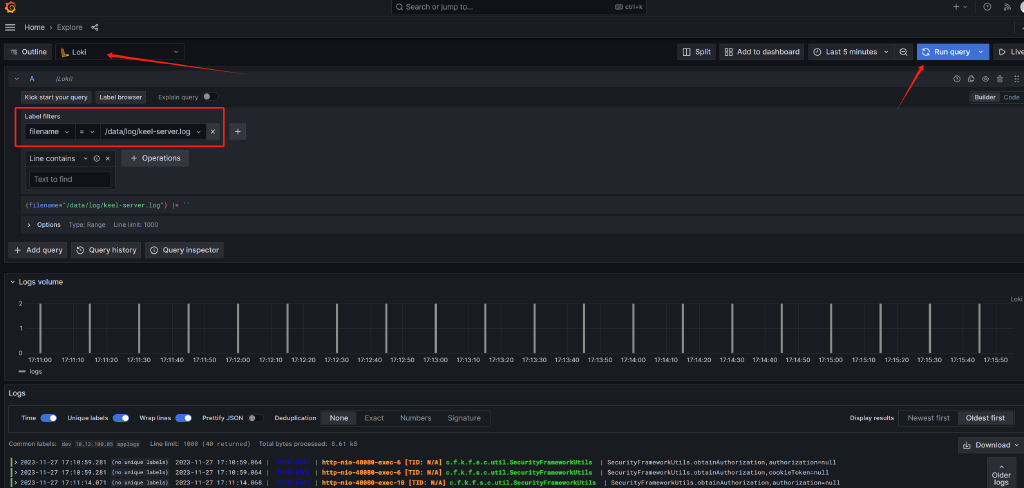 Search or jump to...
ctrl+k
Home › Explore
Outline
Loki
Split
Add to dashboard
Last 5 minutes
Run query
Live
A (Loki)
Kick start your query
Label browser
Explain query
Builder
Code
Label filters
filename
=
/data/log/keel-server.log
Line contains
Operations
Text to find
{filename="/data/log/keel-server.log"} |= ``
Options Type: Range Line limit: 1000
Add query
Query history
Query inspector
Logs volume
2
1
0
Loki
17:11:00 17:11:10 17:11:20 17:11:30 17:11:40 17:11:50 17:12:00 17:12:10 17:12:20 17:12:30 17:12:40 17:12:50 17:13:00 17:13:10 17:13:20 17:13:30 17:13:40 17:13:50 17:14:00 17:14:10 17:14:20 17:14:30 17:14:40 17:14:50 17:15:00 17:15:10 17:15:20 17:15:30 17:15:40 17:15:50
logs
Logs
Time
Unique labels
Wrap lines
Prettify JSON
Deduplication
None
Exact
Numbers
Signature
Display results
Newest first
Oldest first
Common labels: dev 10.12.108.85 applogs Line limit: 1000 (40 returned) Total bytes processed: 8.61 kB
Download
2023-11-27 17:10:59.281 (no unique labels) 2023-11-27 17:10:59.064 | | http-nio-40080-exec-6 [TID: N/A] c.f.k.f.s.c.util.SecurityFrameworkUtils | SecurityFrameworkUtils.obtainAuthorization,authorization=null
2023-11-27 17:10:59.281 (no unique labels) 2023-11-27 17:10:59.064 | | http-nio-40080-exec-6 [TID: N/A] c.f.k.f.s.c.util.SecurityFrameworkUtils | SecurityFrameworkUtils.obtainAuthorization,cookieToken=null
2023-11-27 17:11:14.071 (no unique labels) 2023-11-27 17:11:14.068 | | http-nio-40080-exec-10 [TID: N/A] c.f.k.f.s.c.util.SecurityFrameworkUtils | SecurityFrameworkUtils.obtainAuthorization,authorization=null
Older
logs